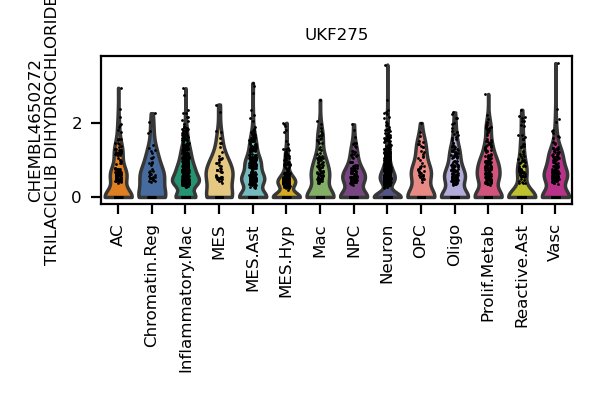 UKF275
CHEMBL4650272
TRILACICLIB DIHYDROCHLORIDE
2
0
AC
Chromatin.Reg
Inflammatory.Mac
MES
MES.Ast
MES.Hyp
Mac
NPC
Neuron
OPC
Oligo
Prolif.Metab
Reactive.Ast
Vasc